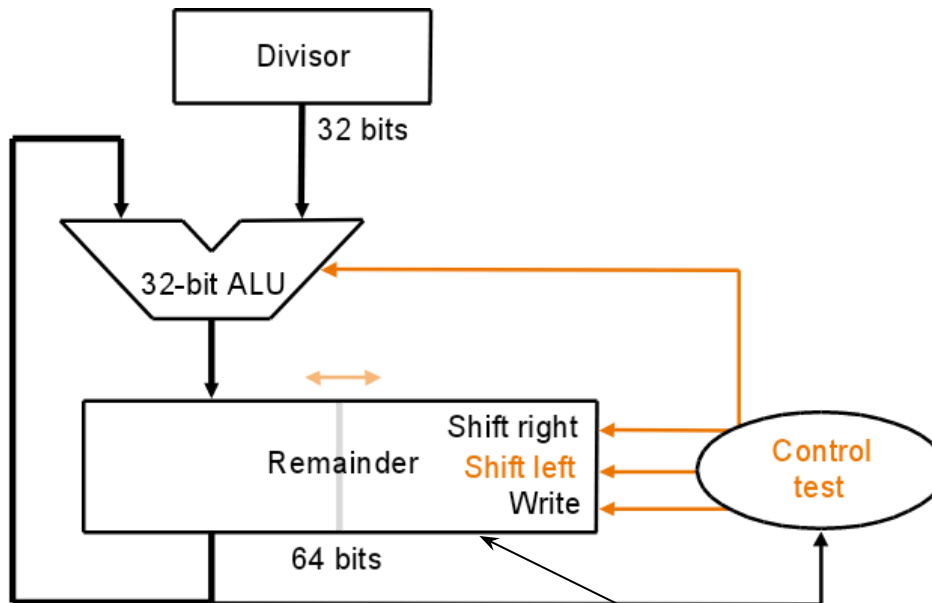 Divisor
32 bits
32-bit ALU
Shift right
Remainder
Shift left
Write
Control
test
64 bits